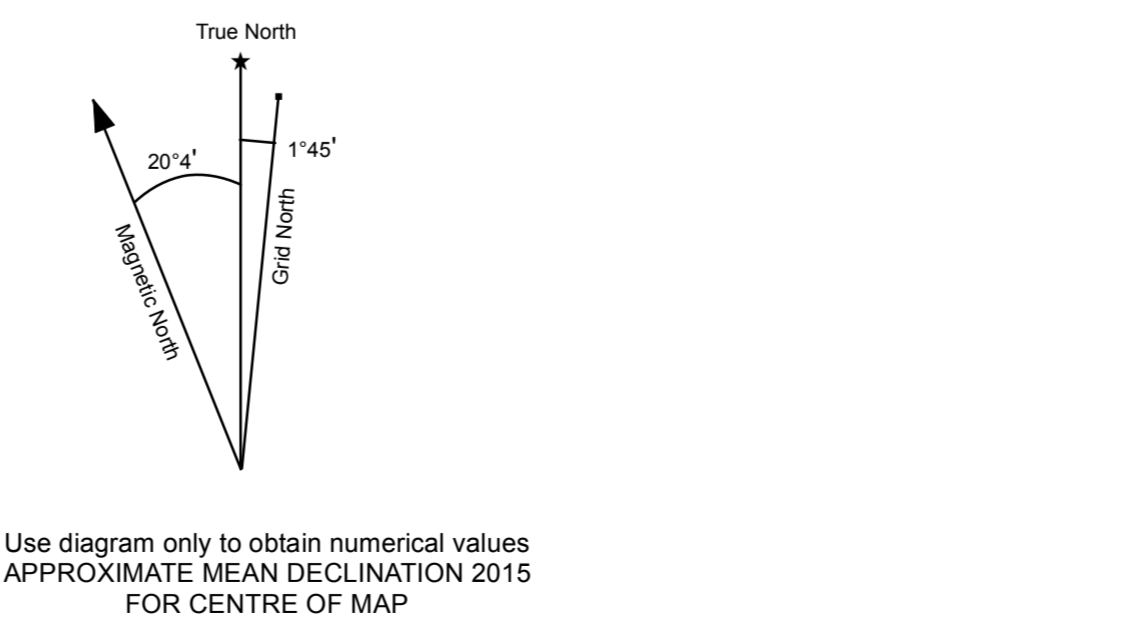 True North
20°4'
1°45'
Magnetic North
Grid North
Use diagram only to obtain numerical values
APPROXIMATE MEAN DECLINATION 2015
FOR CENTRE OF MAP